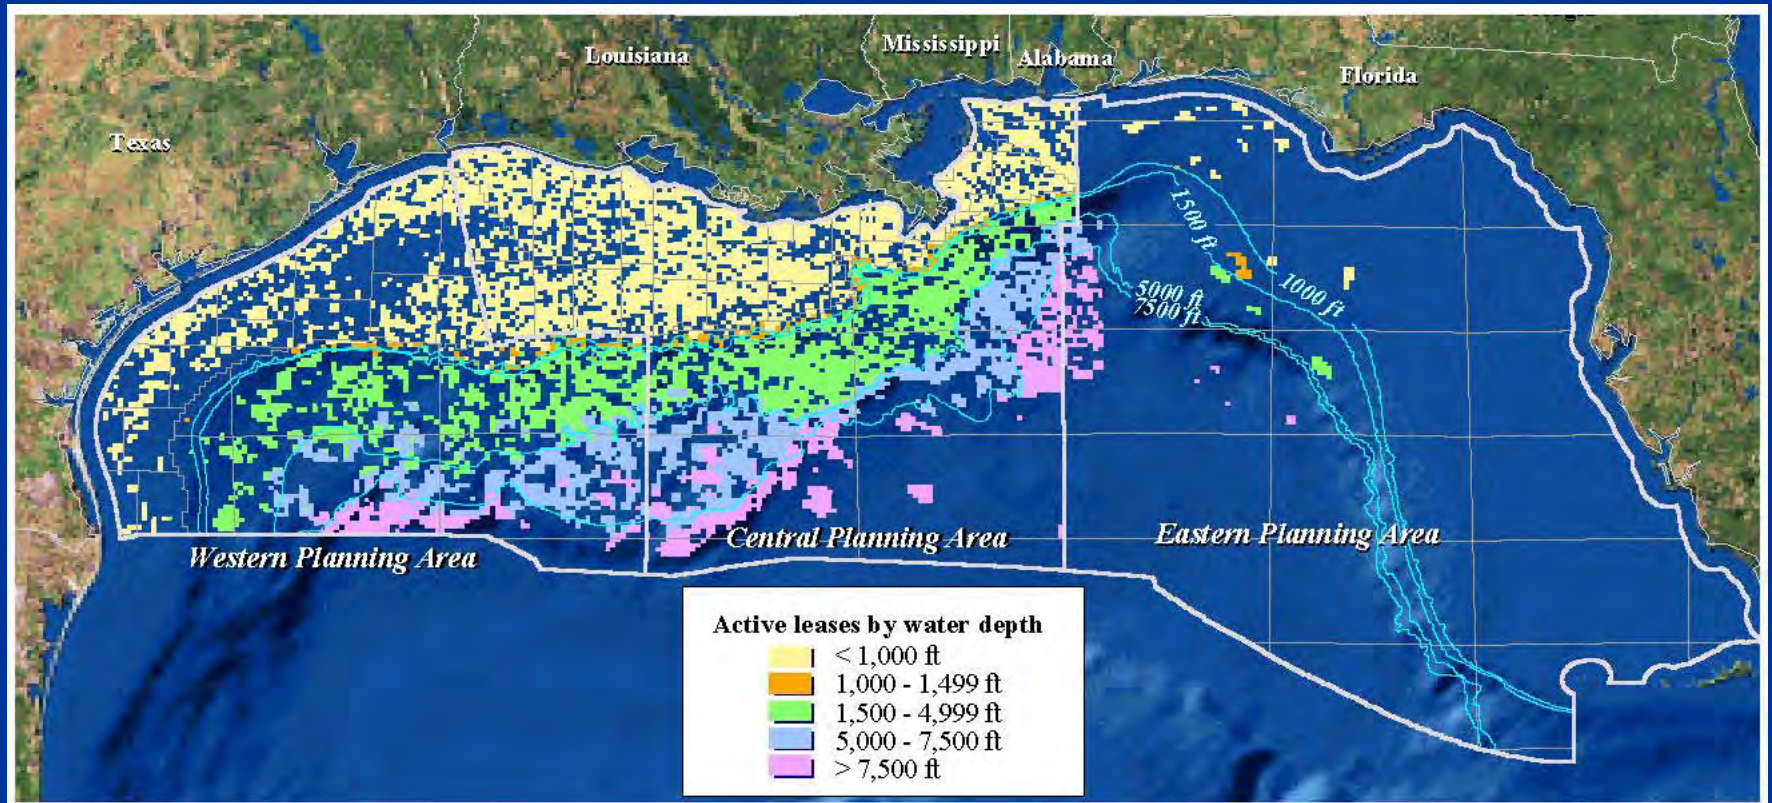 Louisiana
Mississippi
Alabama
Florida
Texas
1500 ft
1000 ft
5000 ft
7500 ft
Western Planning Area
Central Planning Area
Eastern Planning Area
Active leases by water depth
< 1,000 ft
1,000 - 1,499 ft
1,500 - 4,999 ft
5,000 - 7,500 ft
> 7,500 ft